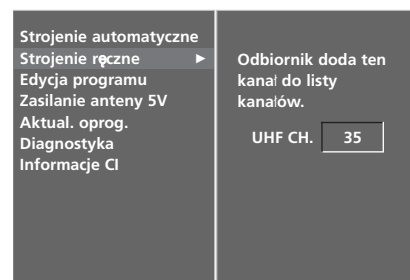 Strojenie automatyczne
Strojenie ręczne ►
Edycja programu
Zasilanie anteny 5V
Aktual. oprog.
Diagnostyka
Informacje CI
Odbiornik doda ten
kanał do listy
kanałów.
UHF CH. 35